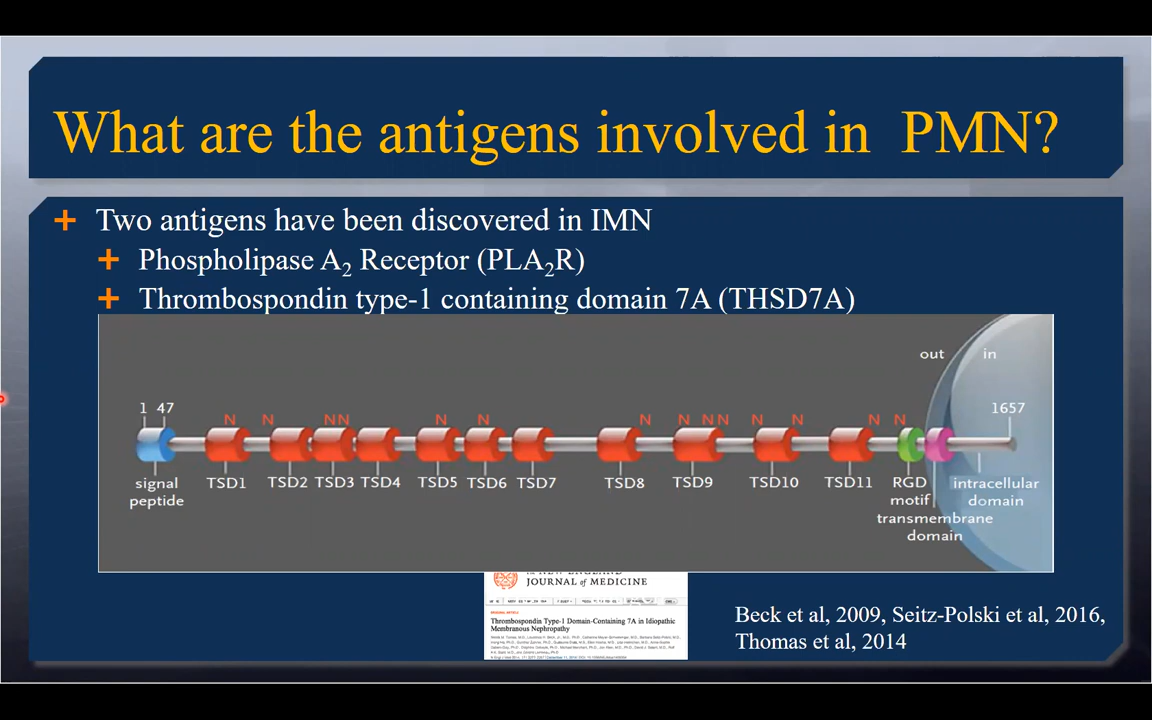 What are the antigens involved in PMN?
Two antigens have been discovered in IMN
Phospholipase A2 Receptor (PLA2R)
Thrombospondin type-1 containing domain 7A (THSD7A)
out in
1 47 1657
N N N N N N N N N N N N N N
signal peptide
TSD1 TSD2 TSD3 TSD4 TSD5 TSD6 TSD7 TSD8 TSD9 TSD10 TSD11
RGD motif
transmembrane domain
intracellular domain
JOURNAL of MEDICINE
Thrombospondin Type-1 Domain-Containing 7A in Idiopathic
Membranous Nephropathy
Beck et al, 2009, Seitz-Polski et al, 2016,
Thomas et al, 2014